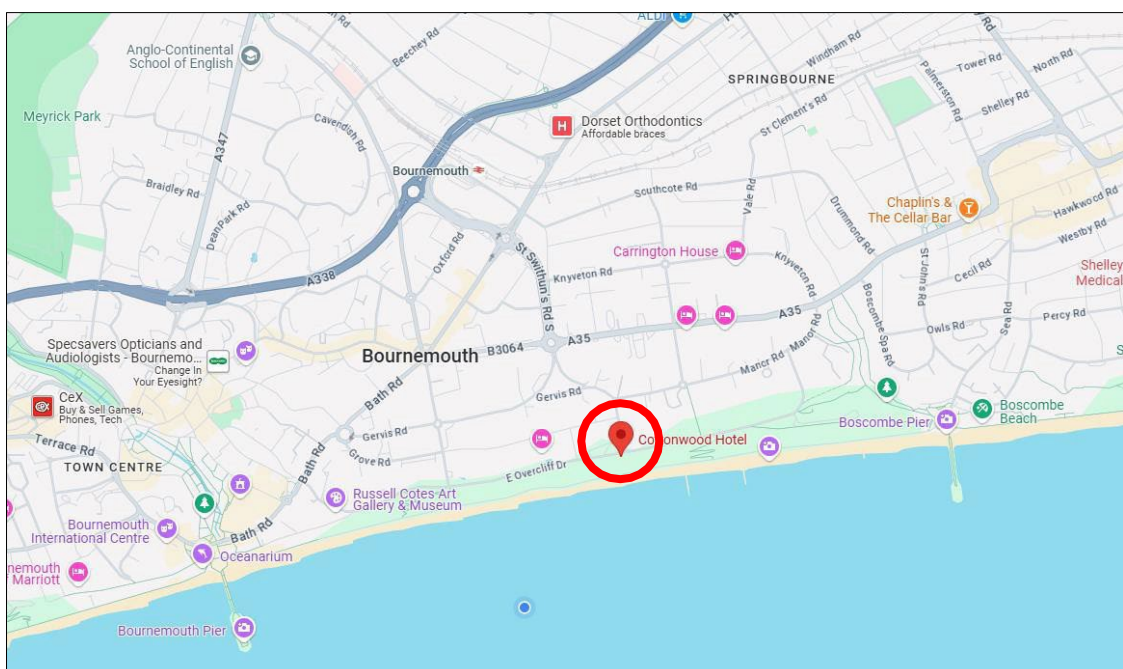 ALDI
Anglo-Continental
School of English
Beechey Rd
Windham Rd
SPRINGBOURNE
Tower Rd
North Rd
Palmerston Rd
Shelley Rd
Meyrick Park
A347
Cavendish Rd
Dorset Orthodontics
Affordable braces
St Clement's Rd
Bournemouth
Braidley Rd
DeanPark Rd
Southcote Rd
Vale Rd
Drummond Rd
Chaplin's &
The Cellar Bar
Hawkwood Rd
Westby Rd
Oxford Rd
St Swithun's Rd S
Carrington House
Knyveton Rd
Knyveton Rd
St Johns Rd
Cecil Rd
Shelley
Medical
A338
Boscombe Spa Rd
Sea Rd
Percy Rd
Owls Rd
A35
Specsavers Opticians and
Audiologists - Bournemo...
Change In
Your Eyesight?
Bournemouth
B3064
A35
Manor Rd
Manor Rd
S
CeX
Buy & Sell Games,
Phones, Tech
Bath Rd
Gervis Rd
Boscombe
Beach
Boscombe Pier
Terrace Rd
Gervis Rd
Grove Rd
Hotel
TOWN CENTRE
Bath Rd
E Overcliff Dr
Russell Cotes Art
Gallery & Museum
Bournemouth
International Centre
Bath Rd
Oceanarium
nemouth
Marriott
Bournemouth Pier